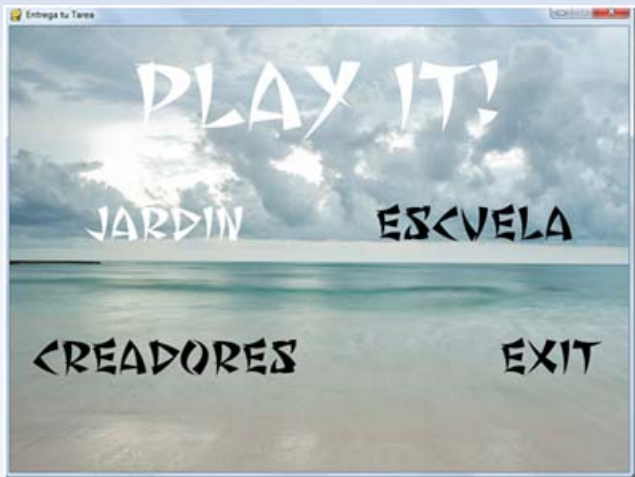 Entrega tu Tarea
PLAY IT!
JARDIN ESCUELA
CREADORES EXIT